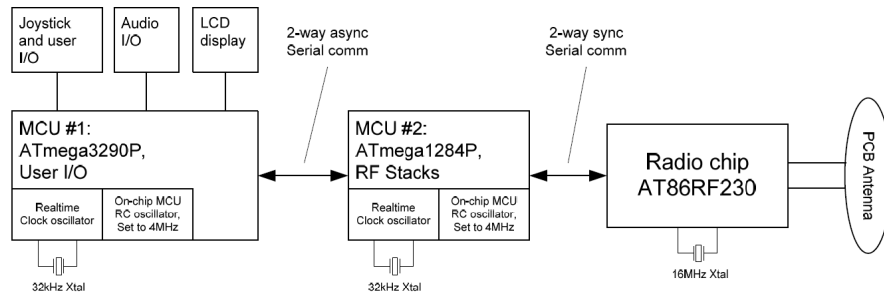 Joystick
and user
I/O
Audio
I/O
LCD
display
2-way async
Serial comm
2-way sync
Serial comm
MCU #1:
ATmega3290P,
User I/O
Realtime
Clock oscillator
On-chip MCU
RC oscillator,
Set to 4MHz
32kHz Xtal
MCU #2:
ATmega1284P,
RF Stacks
Realtime
Clock oscillator
On-chip MCU
RC oscillator,
Set to 4MHz
32kHz Xtal
Radio chip
AT86RF230
16MHz Xtal
PCB Antenna